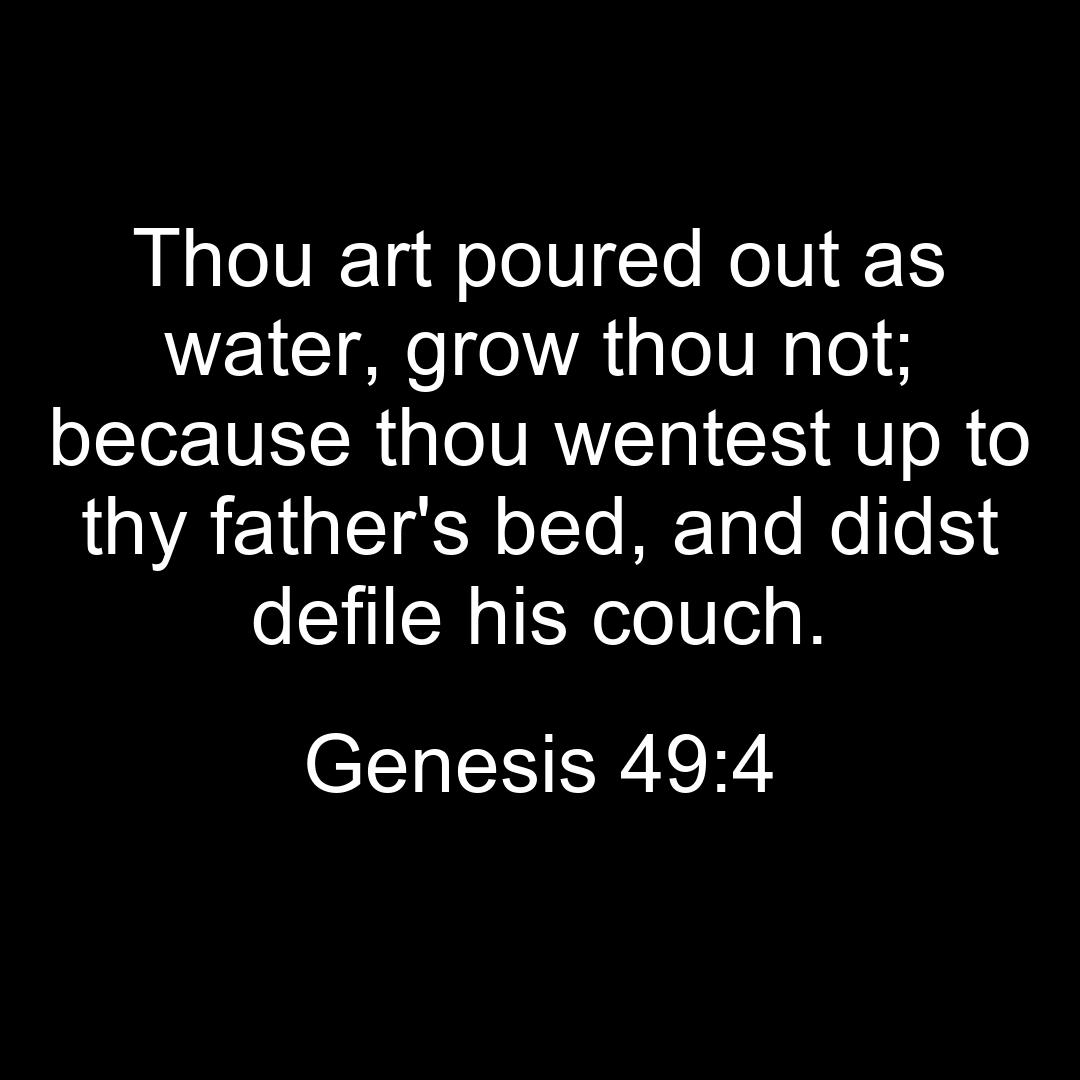 Thou art poured out as
water, grow thou not;
because thou wentest up to
thy father's bed, and didst
defile his couch.
Genesis 49:4